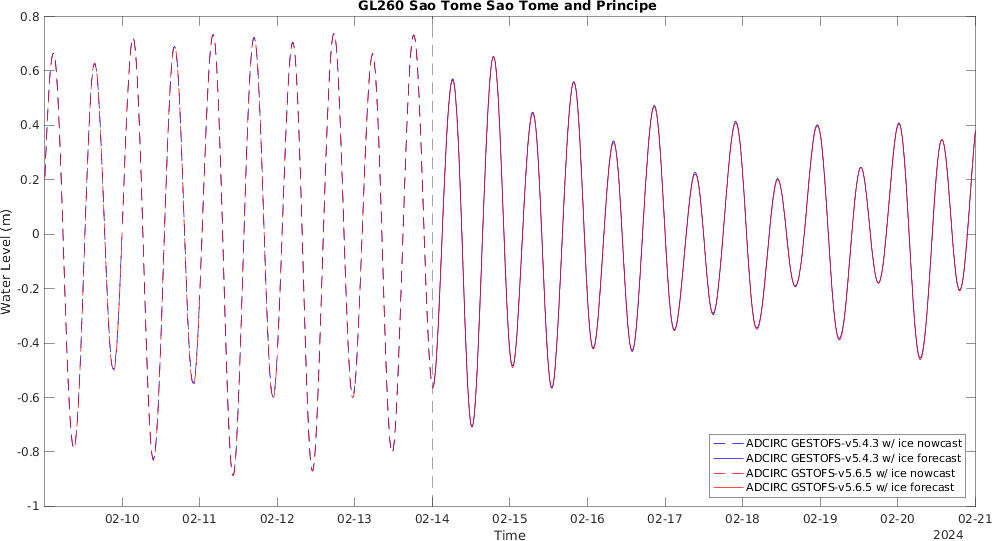 GL260 Sao Tome Sao Tome and Principe
0.8
0.6
0.4
0.2
0
-0.2
-0.4
-0.6
-0.8
-1
Water Level (m)
ADCIRC GESTOFS-v5.4.3 w/ ice nowcast
ADCIRC GESTOFS-v5.4.3 w/ ice forecast
ADCIRC GSTOFS-v5.6.5 w/ ice nowcast
ADCIRC GSTOFS-v5.6.5 w/ ice forecast
02-10 02-11 02-12 02-13 02-14 02-15 02-16 02-17 02-18 02-19 02-20 02-21
Time
2024